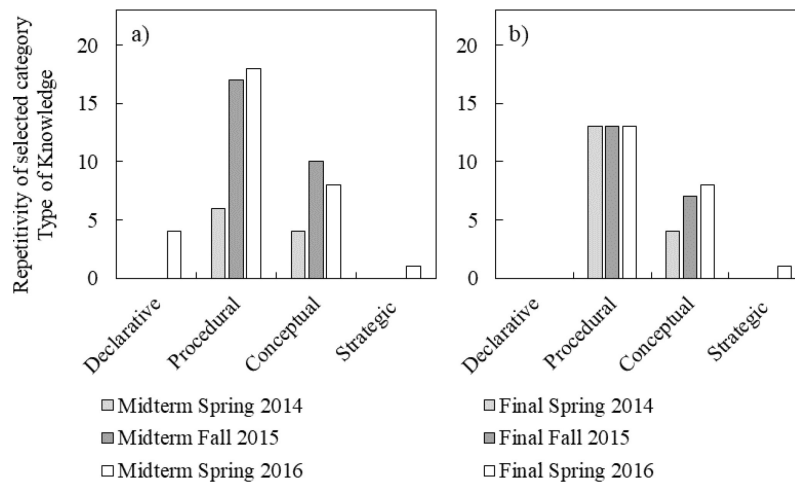 Repetitivity of selected category
Type of Knowledge
a)
20
15
10
5
0
Declarative
Procedural
Conceptual
Strategic
Midterm Spring 2014
Midterm Fall 2015
Midterm Spring 2016
b)
20
15
10
5
0
Declarative
Procedural
Conceptual
Strategic
Final Spring 2014
Final Fall 2015
Final Spring 2016